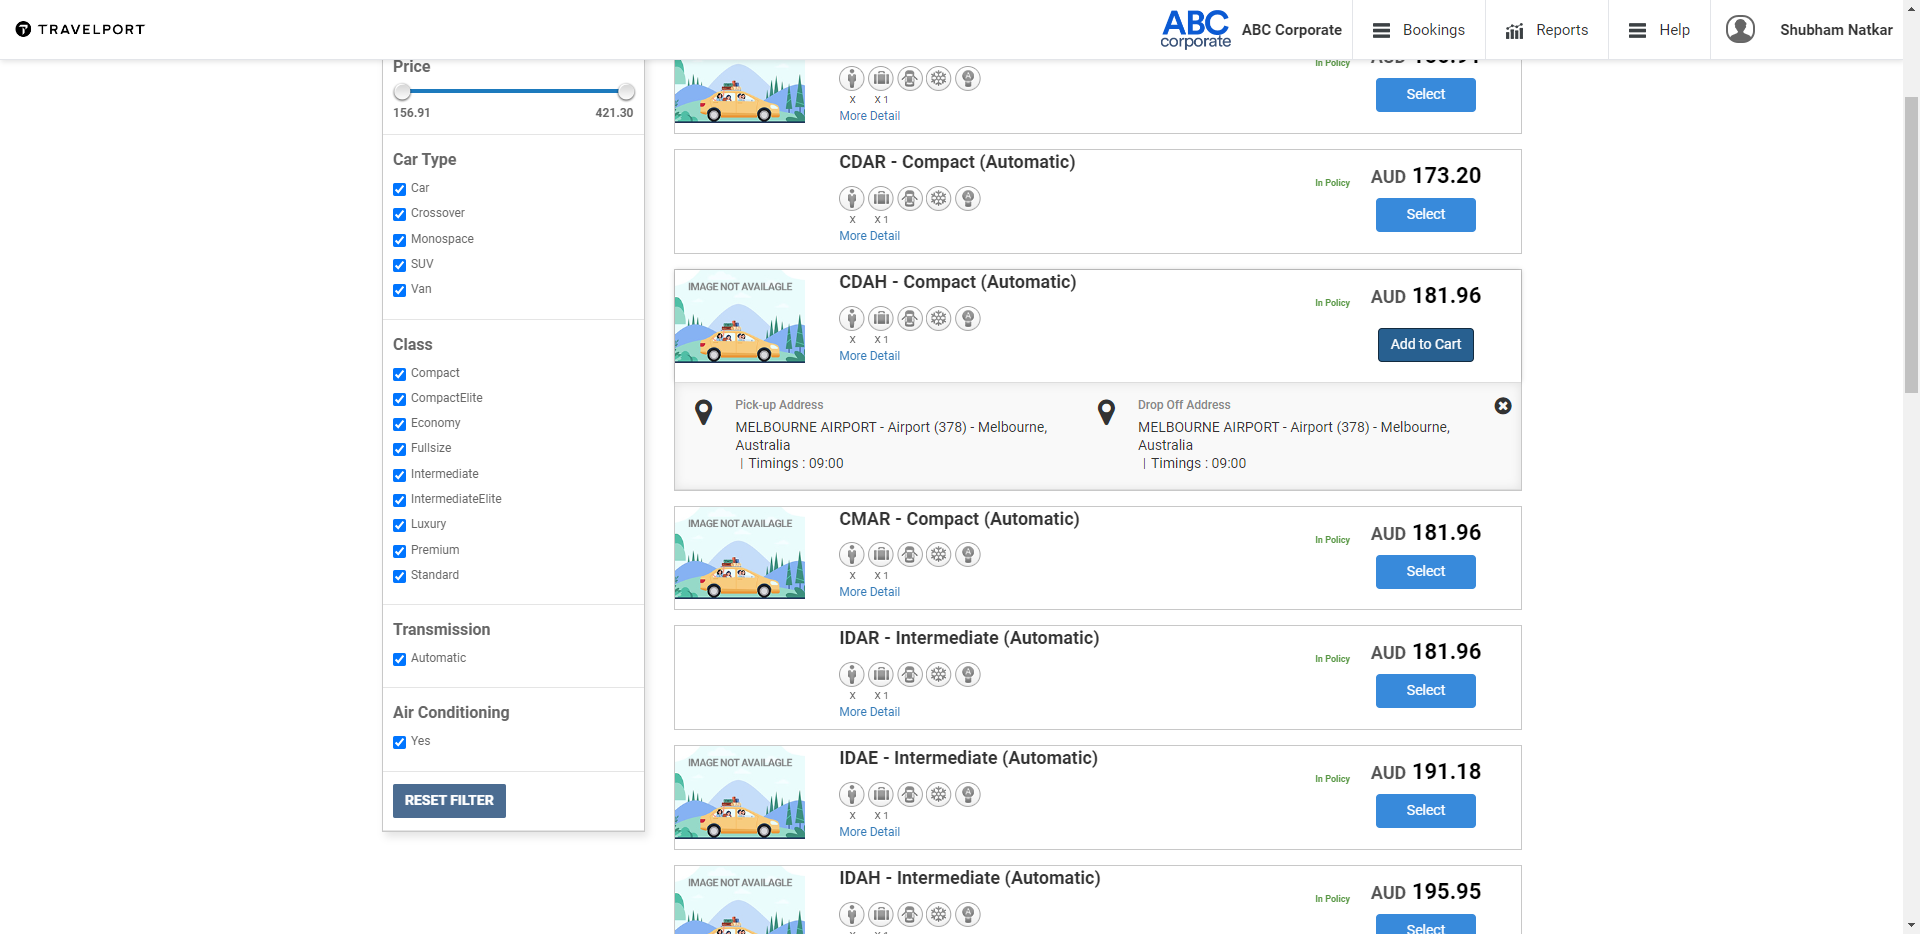 TRAVELPORT
ABC
corporate
ABC Corporate
Bookings
Reports
Help
Shubham Natkar
Price
156.91
421.30
Car Type
Car
Crossover
Monospace
SUV
Van
Class
Compact
CompactElite
Economy
Fullsize
Intermediate
IntermediateElite
Luxury
Premium
Standard
Transmission
Automatic
Air Conditioning
Yes
RESET FILTER
X
X 1
More Detail
In Policy
Select
CDAR - Compact (Automatic)
X
X 1
More Detail
In Policy
AUD 173.20
Select
IMAGE NOT AVAILAGLE
CDAH - Compact (Automatic)
X
X 1
More Detail
In Policy
AUD 181.96
Add to Cart
Pick-up Address
MELBOURNE AIRPORT - Airport (378) - Melbourne,
Australia
| Timings : 09:00
Drop Off Address
MELBOURNE AIRPORT - Airport (378) - Melbourne,
Australia
| Timings : 09:00
IMAGE NOT AVAILAGLE
CMAR - Compact (Automatic)
X
X 1
More Detail
In Policy
AUD 181.96
Select
IDAR - Intermediate (Automatic)
X
X 1
More Detail
In Policy
AUD 181.96
Select
IMAGE NOT AVAILAGLE
IDAE - Intermediate (Automatic)
X
X 1
More Detail
In Policy
AUD 191.18
Select
IMAGE NOT AVAILAGLE
IDAH - Intermediate (Automatic)
In Policy
AUD 195.95
Select